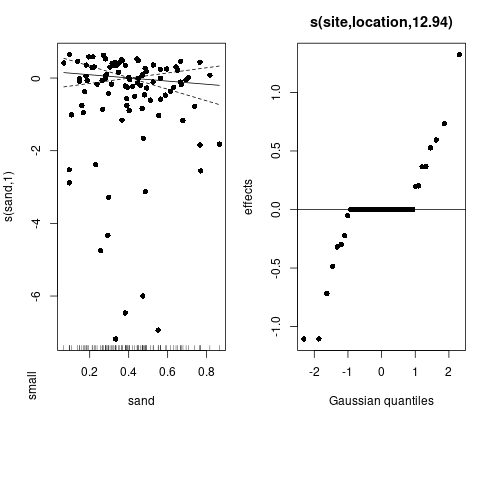 s(site,location,12.94)
s(sand,1)
0
-2
-4
-6
0.2 0.4 0.6 0.8
sand
small
effects
1.0
0.5
0.0
-0.5
-1.0
-2 -1 0 1 2
Gaussian quantiles